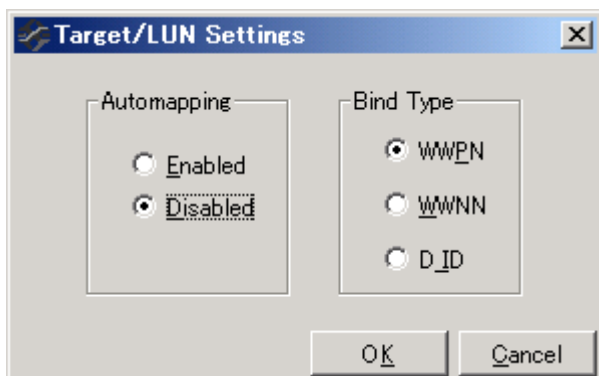 Target/LUN Settings
Automapping
Enabled
Disabled
Bind Type
WWPN
WWNN
D_ID
OK
Cancel